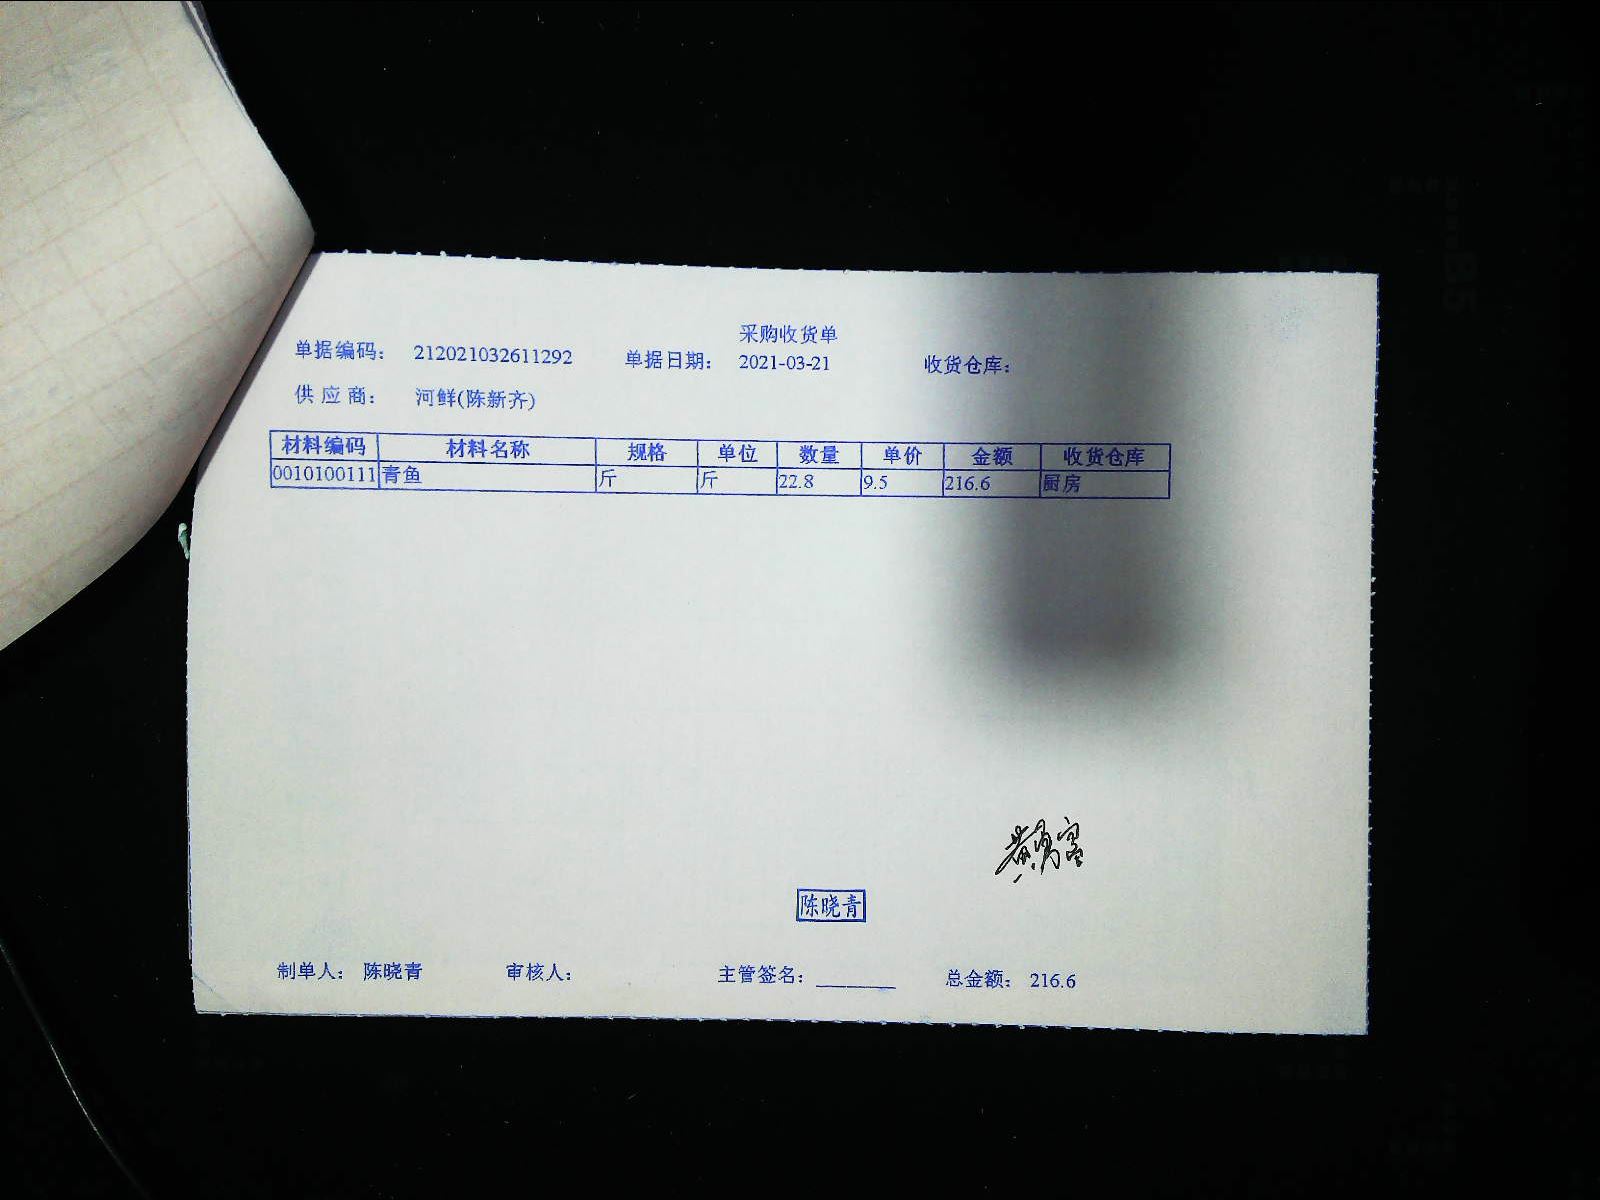 采购收货单
单据编码: 212021032611292 单据日期: 2021-03-21 收货仓库:
供应商: 河鲜(陈新齐)
材料编码 材料名称 规格 单位 数量 单价 金额 收货仓库
0010100111 青鱼 斤 斤 22.8 9.5 216.6 厨房
陈晓青
制单人: 陈晓青 审核人: 主管签名: ________ 总金额: 216.6